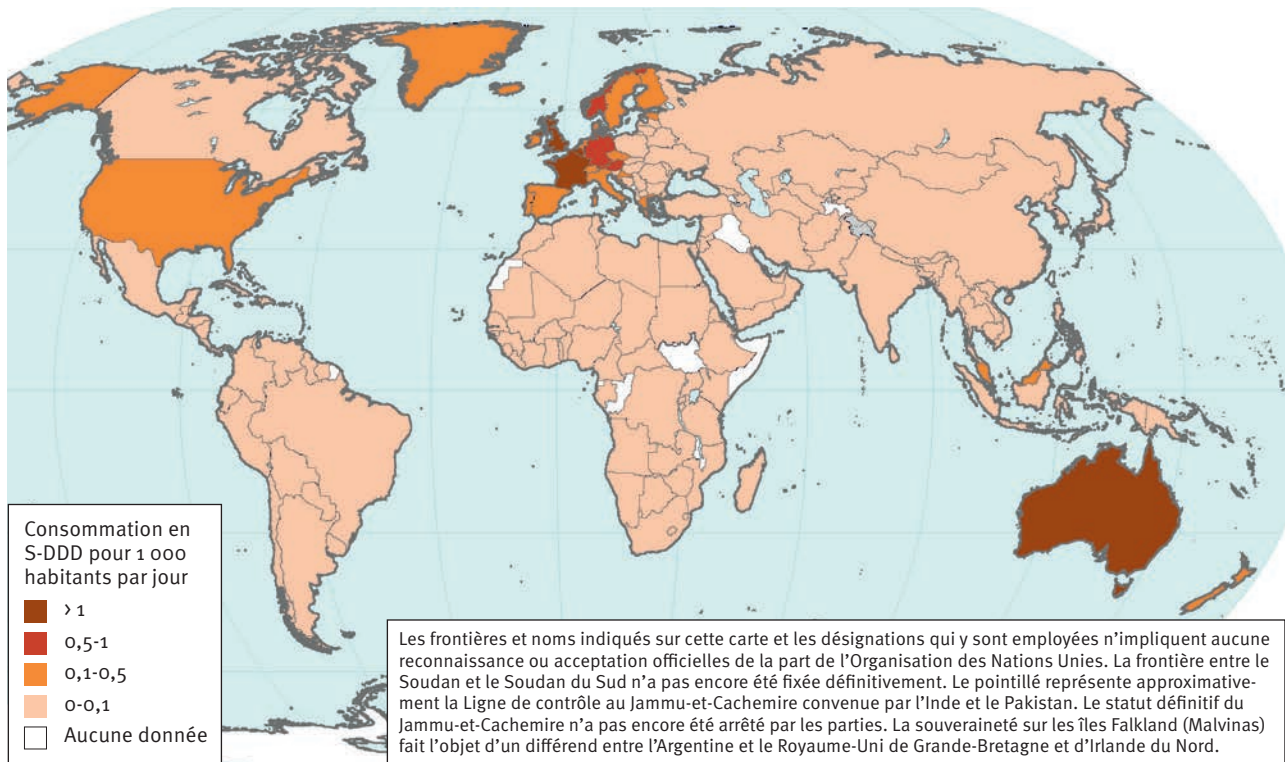 Consommation en
S-DDD pour 1 000
habitants par jour
> 1
0,5-1
0,1-0,5
0-0,1
Aucune donnée
Les frontières et noms indiqués sur cette carte et les désignations qui y sont employées n’impliquent aucune
reconnaissance ou acceptation officielles de la part de l’Organisation des Nations Unies. La frontière entre le
Soudan et le Soudan du Sud n’a pas encore été fixée définitivement. Le pointillé représente approximative-
ment la Ligne de contrôle au Jammu-et-Cachemire convenue par l’Inde et le Pakistan. Le statut définitif du
Jammu-et-Cachemire n’a pas encore été arrêté par les parties. La souveraineté sur les îles Falkland (Malvinas)
fait l’objet d’un différend entre l’Argentine et le Royaume-Uni de Grande-Bretagne et d’Irlande du Nord.